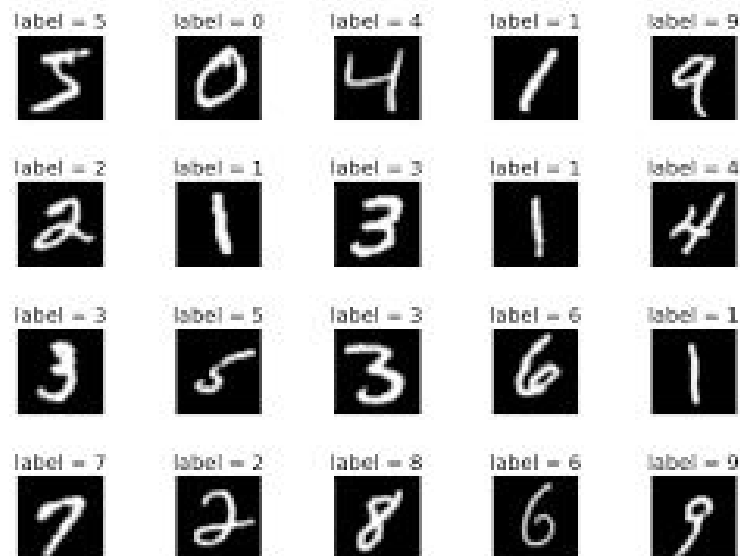 label = 5 label = 0 label = 4 label = 1 label = 9
5 0 4 1 9
label = 2 label = 1 label = 3 label = 1 label = 4
2 1 3 1 4
label = 3 label = 5 label = 3 label = 6 label = 1
3 5 3 6 1
label = 7 label = 2 label = 8 label = 6 label = 9
7 2 8 6 9